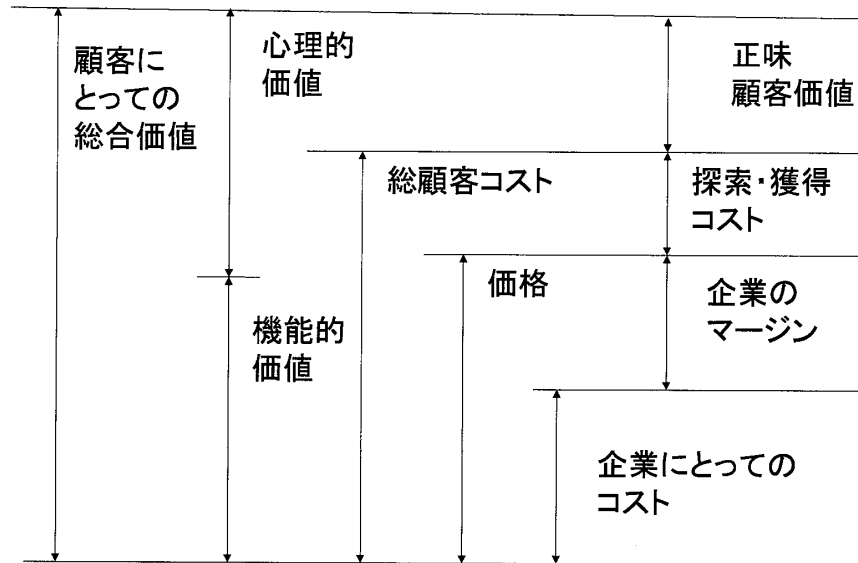 顧客に
とっての
総合価値
心理的
価値
機能的
価値
総顧客コスト
価格
正味
顧客価値
探索・獲得
コスト
企業の
マージン
企業にとっての
コスト